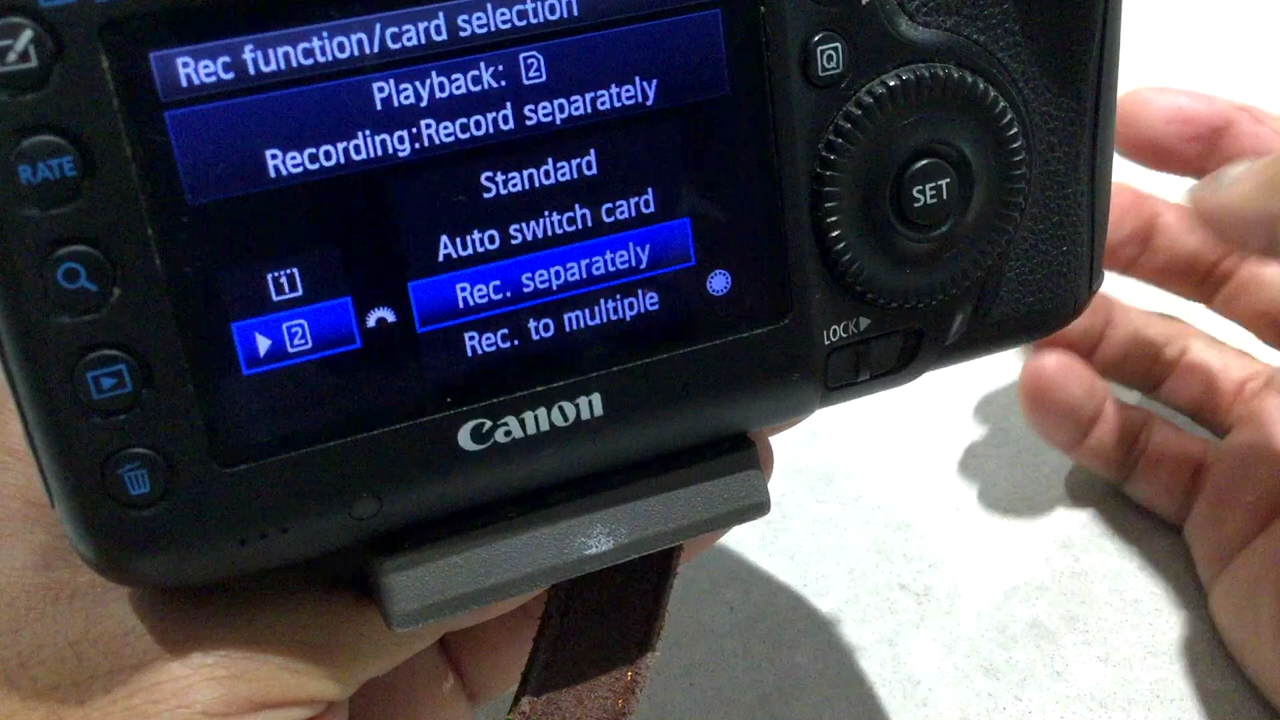 Rec function/card selection
Playback: 2
Recording:Record separately
Standard
Auto switch card
Rec. separately
Rec. to multiple
1
2
RATE
Q
SET
LOCK
Canon